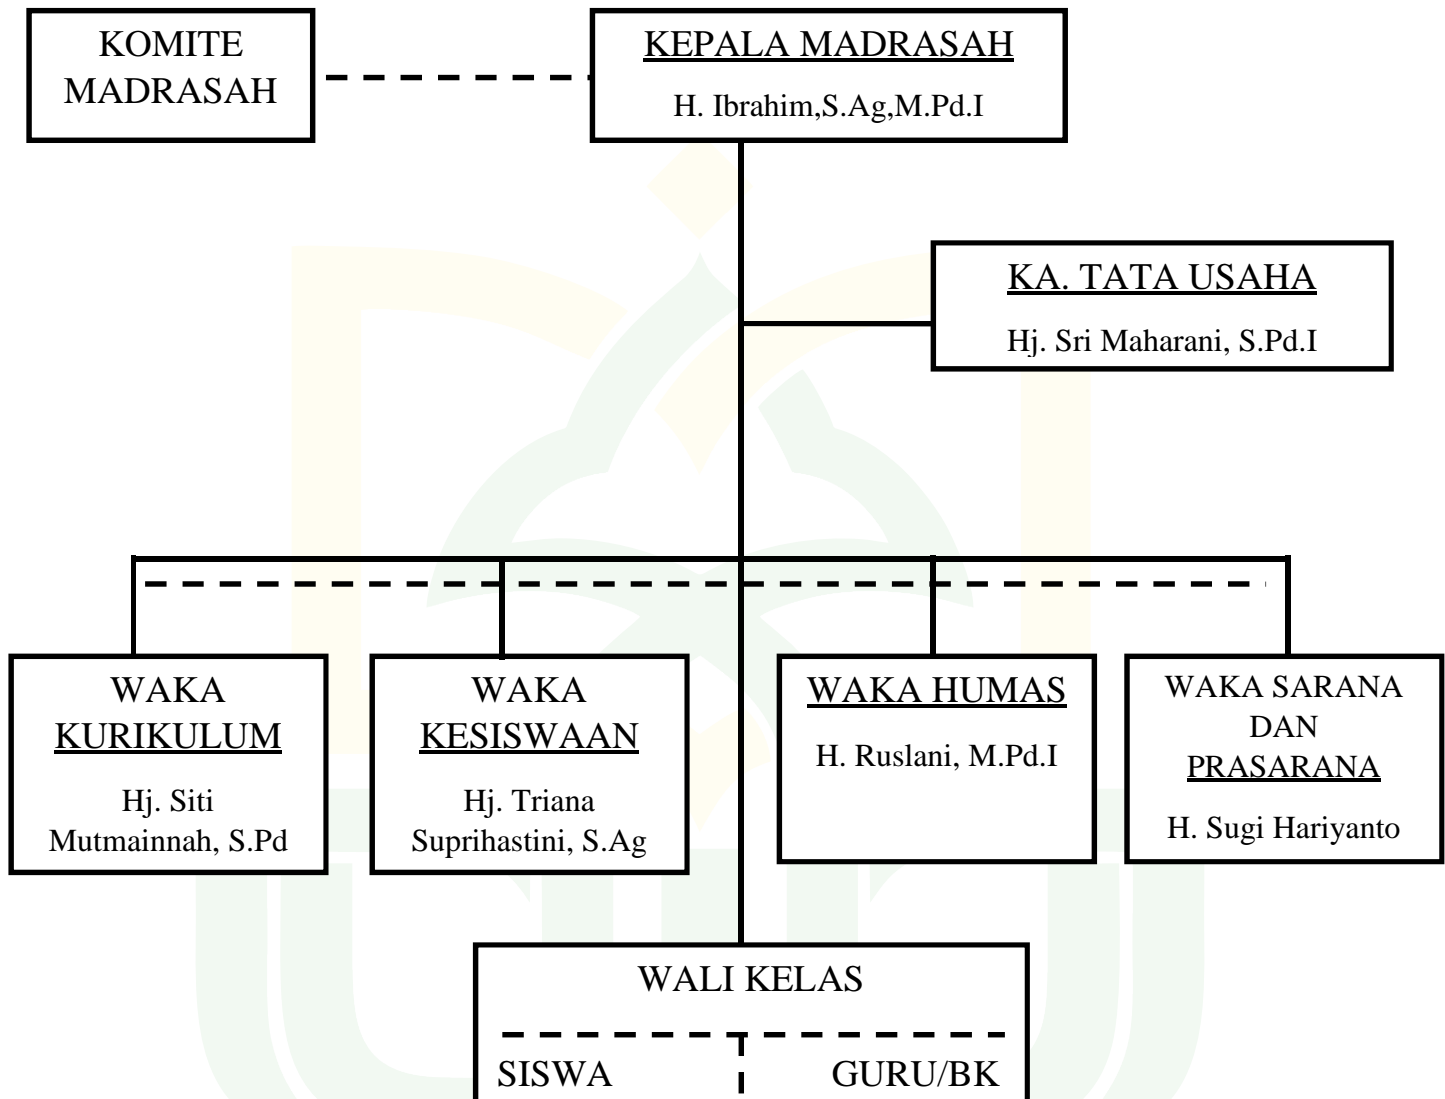 KOMITE
MADRASAH
KEPALA MADRASAH
H. Ibrahim,S.Ag,M.Pd.I
KA. TATA USAHA
Hj. Sri Maharani, S.Pd.I
WAKA
KURIKULUM
Hj. Siti
Mutmainnah, S.Pd
WAKA
KESISWAAN
Hj. Triana
Suprihastini, S.Ag
WAKA HUMAS
H. Ruslani, M.Pd.I
WAKA SARANA
DAN
PRASARANA
H. Sugi Hariyanto
WALI KELAS
SISWA
GURU/BK